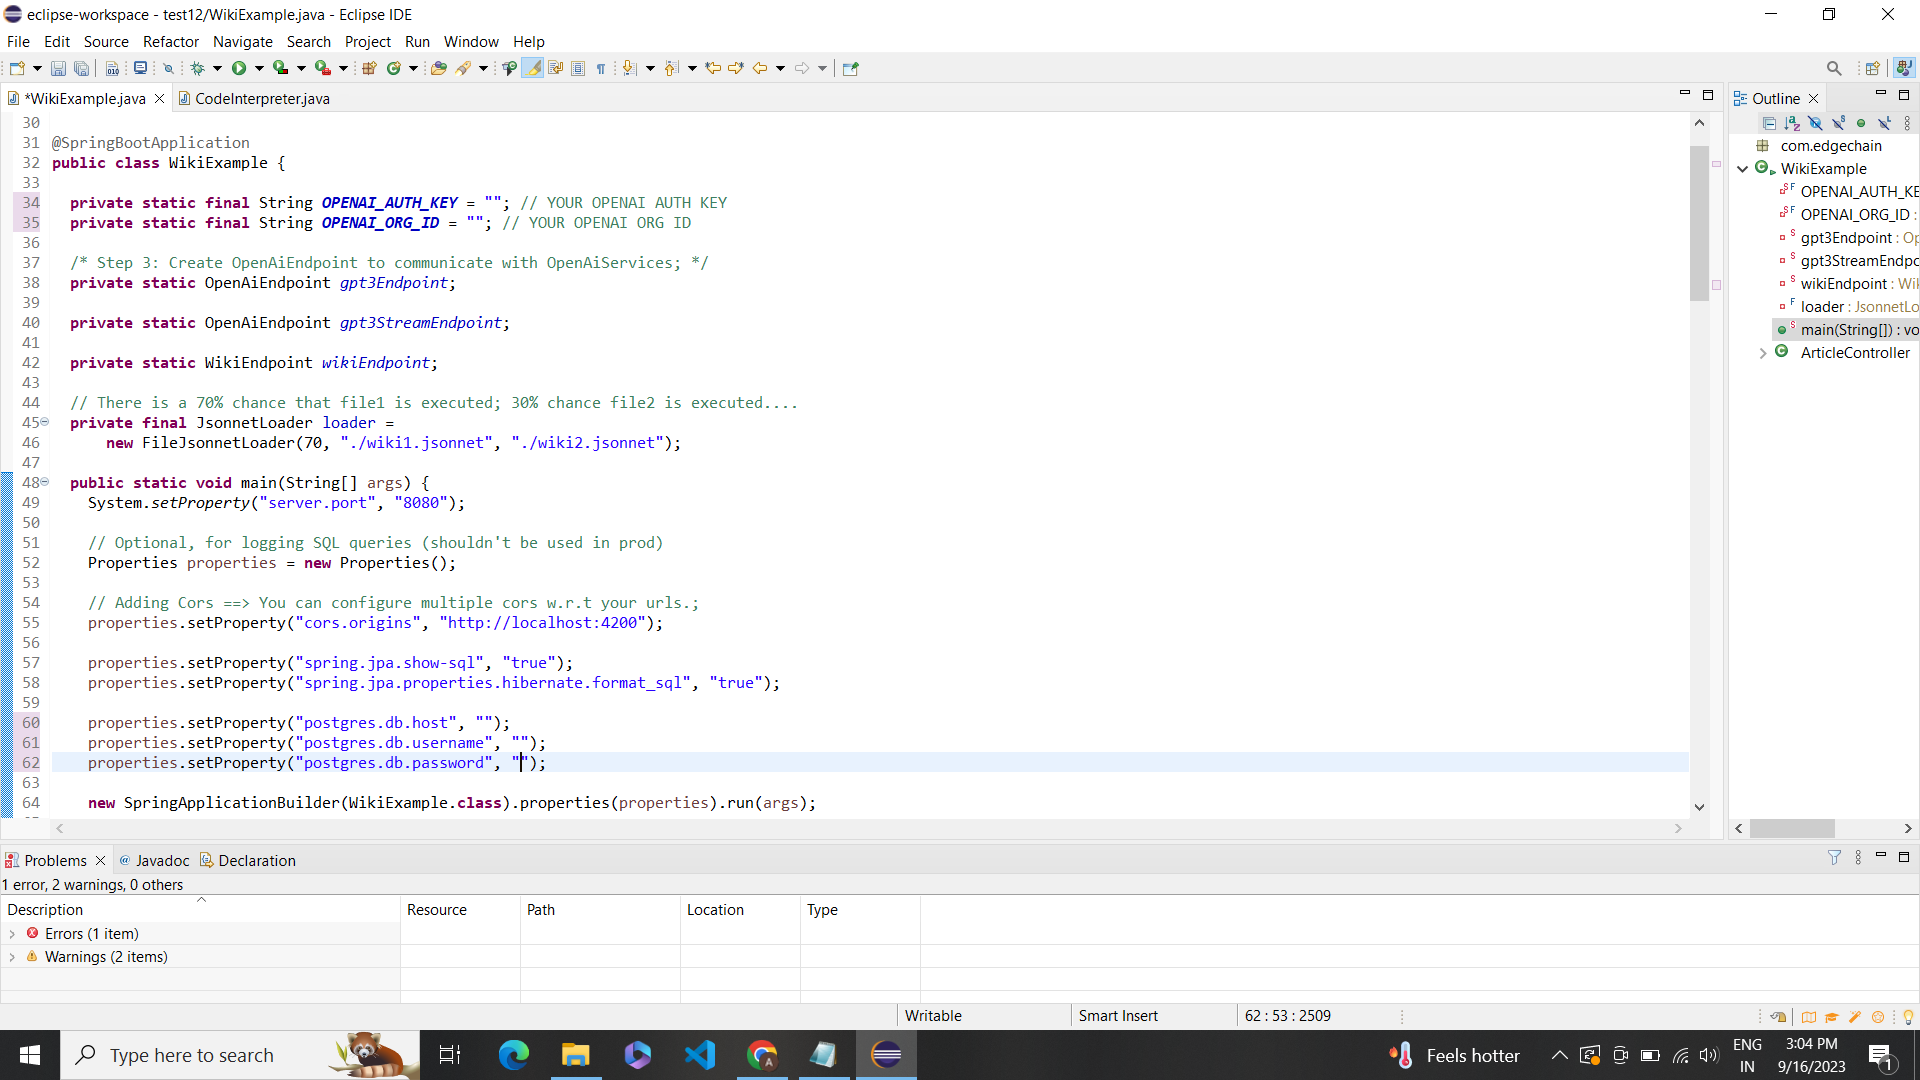 eclipse-workspace - test12/WikiExample.java - Eclipse IDE
File Edit Source Refactor Navigate Search Project Run Window Help
*WikiExample.java CodeInterpreter.java
30
31 @SpringBootApplication
32 public class WikiExample {
33
34 private static final String OPENAI_AUTH_KEY = ""; // YOUR OPENAI AUTH KEY
35 private static final String OPENAI_ORG_ID = ""; // YOUR OPENAI ORG ID
36
37 /* Step 3: Create OpenAiEndpoint to communicate with OpenAiServices; */
38 private static OpenAiEndpoint gpt3Endpoint;
39
40 private static OpenAiEndpoint gpt3StreamEndpoint;
41
42 private static WikiEndpoint wikiEndpoint;
43
44 // There is a 70% chance that file1 is executed; 30% chance file2 is executed....
45 private final JsonnetLoader loader =
46 new FileJsonnetLoader(70, "./wiki1.jsonnet", "./wiki2.jsonnet");
47
48 public static void main(String[] args) {
49 System.setProperty("server.port", "8080");
50
51 // Optional, for logging SQL queries (shouldn't be used in prod)
52 Properties properties = new Properties();
53
54 // Adding Cors ==> You can configure multiple cors w.r.t your urls.;
55 properties.setProperty("cors.origins", "http://localhost:4200");
56
57 properties.setProperty("spring.jpa.show-sql", "true");
58 properties.setProperty("spring.jpa.properties.hibernate.format_sql", "true");
59
60 properties.setProperty("postgres.db.host", "");
61 properties.setProperty("postgres.db.username", "");
62 properties.setProperty("postgres.db.password", "");
63
64 new SpringApplicationBuilder(WikiExample.class).properties(properties).run(args);
Outline
com.edgechain
WikiExample
OPENAI_AUTH_KE
OPENAI_ORG_ID :
gpt3Endpoint : Op
gpt3StreamEndpc
wikiEndpoint : Wik
loader : JsonnetLo
main(String[]) : vo
ArticleController
Problems @ Javadoc Declaration
1 error, 2 warnings, 0 others
Description Resource Path Location Type
Errors (1 item)
Warnings (2 items)
Writable Smart Insert 62 : 53 : 2509
Type here to search
Feels hotter
ENG
IN
3:04 PM
9/16/2023
1